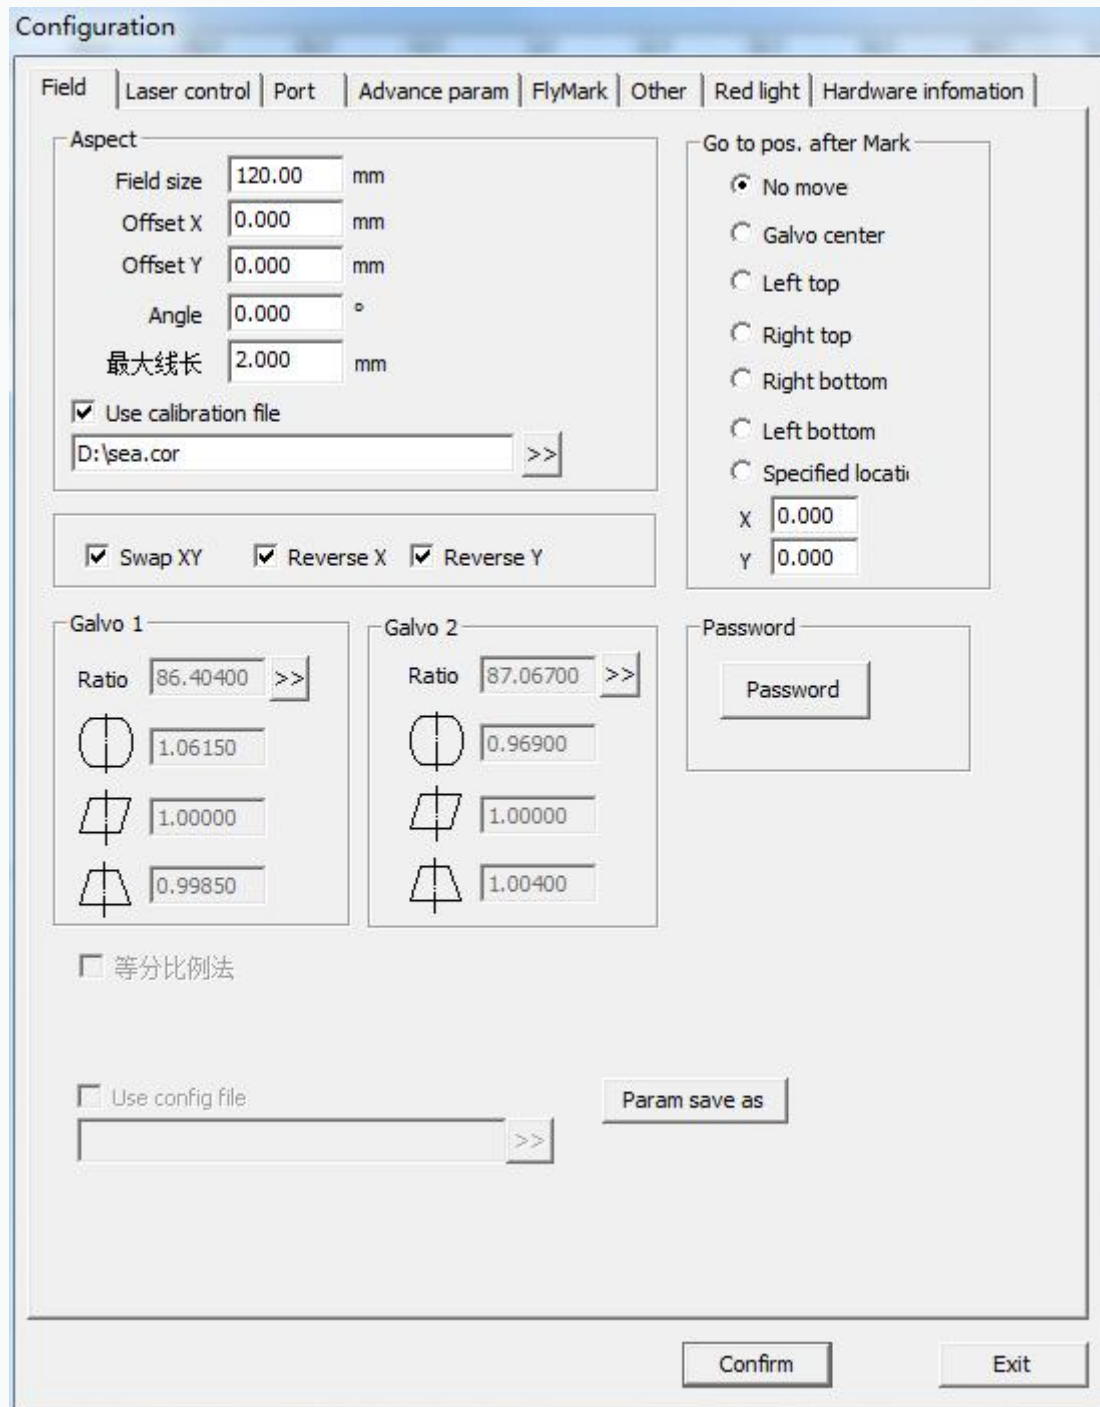 Configuration
Field Laser control Port Advance param FlyMark Other Red light Hardware infomation
Aspect
Field size 120.00 mm
Offset X 0.000 mm
Offset Y 0.000 mm
Angle 0.000 °
最大线长 2.000 mm
Use calibration file
D:\sea.cor >>
Swap XY Reverse X Reverse Y
Go to pos. after Mark
No move
Galvo center
Left top
Right top
Right bottom
Left bottom
Specified locati
X 0.000
Y 0.000
Galvo 1
Ratio 86.40400 >>
1.06150
1.00000
0.99850
Galvo 2
Ratio 87.06700 >>
0.96900
1.00000
1.00400
Password
Password
等分比例法
Use config file
>>
Param save as
Confirm Exit